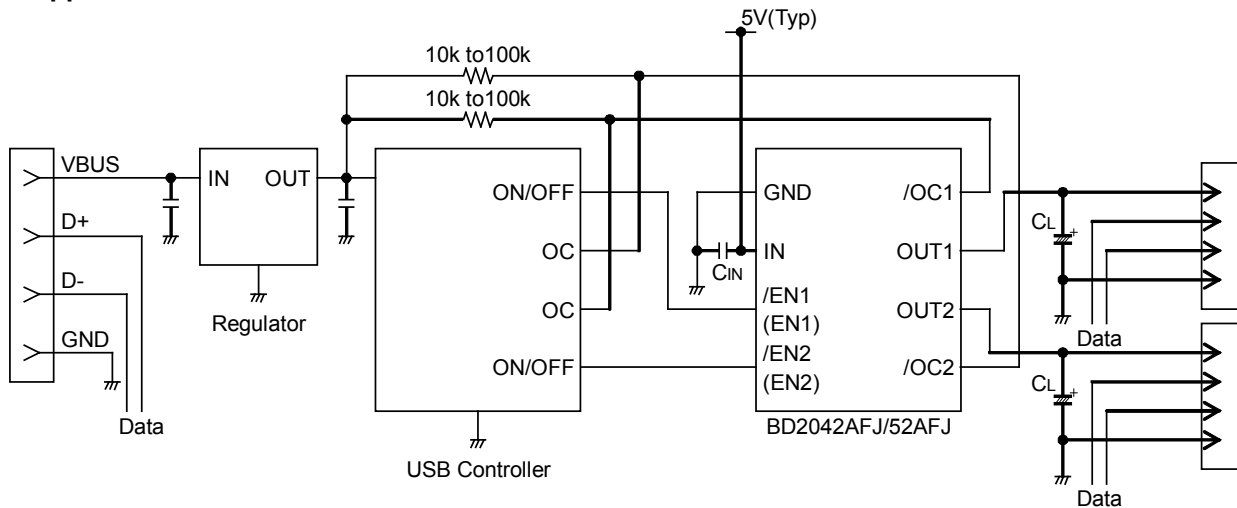 5V(Typ)
10k to100k
10k to100k
VBUS
D+
D-
GND
Data
IN OUT
Regulator
ON/OFF
OC
OC
ON/OFF
USB Controller
CIN
GND
IN
/EN1
(EN1)
/EN2
(EN2)
/OC1
OUT1
OUT2
/OC2
BD2042AFJ/52AFJ
CL
+
Data
CL
+
Data